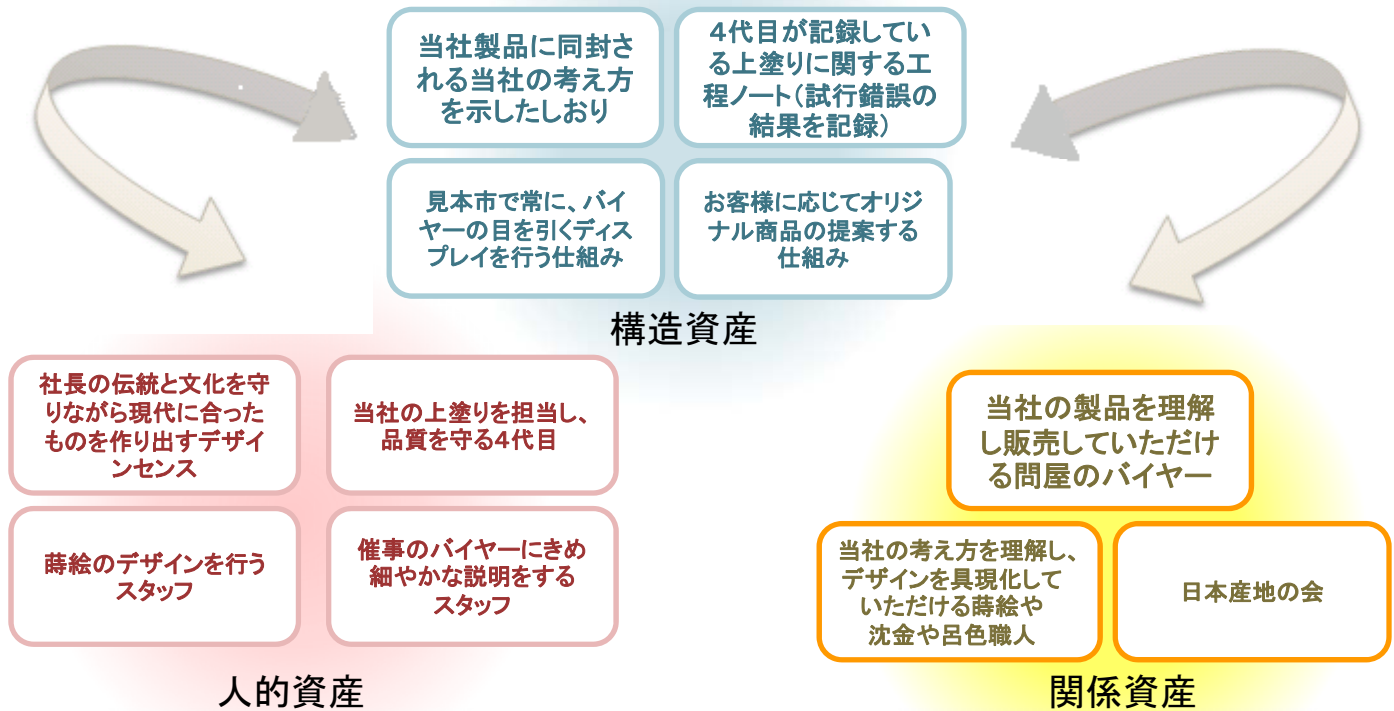 当社製品に同封さ
れる当社の考え方
を示したしおり
４代目が記録してい
る上塗りに関する工
程ノート（試行錯誤の
結果を記録）
見本市で常に、バイ
ヤーの目を引くディス
プレイを行う仕組み
お客様に応じてオリジ
ナル商品の提案する
仕組み
構造資産
社長の伝統と文化を守
りながら現代に合った
ものを作り出すデザイ
ンセンス
当社の上塗りを担当し、
品質を守る４代目
蒔絵のデザインを行う
スタッフ
催事のバイヤーにきめ
細やかな説明をする
スタッフ
人的資産
当社の製品を理解
し販売していただけ
る問屋のバイヤー
当社の考え方を理解し、
デザインを具現化して
いただける蒔絵や
沈金や呂色職人
日本産地の会
関係資産